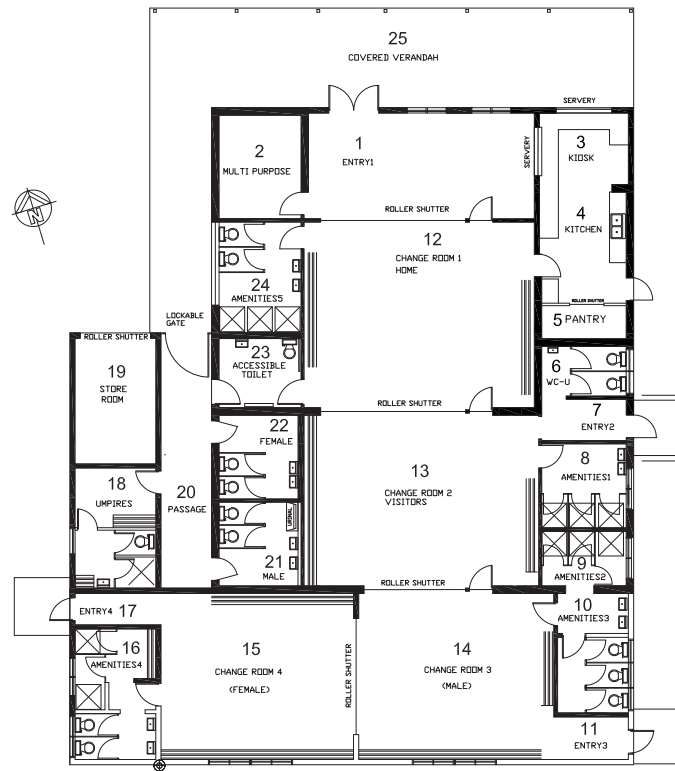 25
COVERED VERANDAH
SERVERY
1
ENTRY1
2
MULTI PURPOSE
SERVERY
3
KIOSK
N
ROLLER SHUTTER
4
KITCHEN
12
CHANGE ROOM 1
HOME
24
AMENITIES5
ROLLER SHUTTER
5 PANTRY
LOCKABLE
GATE
ROLLER SHUTTER
23
ACCESSIBLE
TOILET
6
WC-U
19
STORE
ROOM
ROLLER SHUTTER
7
ENTRY2
22
FEMALE
8
AMENITIES1
13
CHANGE ROOM 2
VISITORS
18
UMPIRES
20
PASSAGE
URINAL
21
MALE
9
AMENITIES2
ROLLER SHUTTER
ENTRY4 17
10
AMENITIES3
16
AMENITIES4
15
CHANGE ROOM 4
(FEMALE)
ROLLER SHUTTER
14
CHANGE ROOM 3
(MALE)
11
ENTRY3